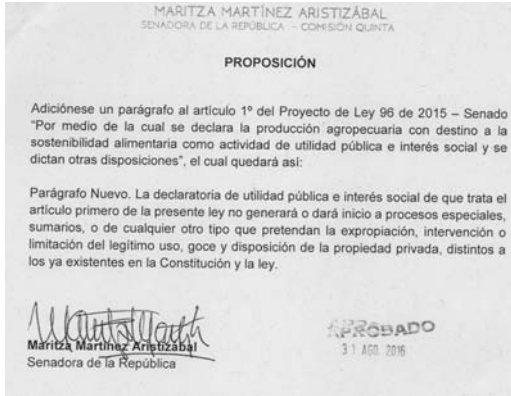 MARITZA MARTÍNEZ ARISTIZÁBAL
SENADORA DE LA REPÚBLICA - COMISIÓN QUINTA
PROPOSICIÓN
Adiciónese un parágrafo al artículo 1º del Proyecto de Ley 96 de 2015 – Senado
"Por medio de la cual se declara la producción agropecuaria con destino a la
sostenibilidad alimentaria como actividad de utilidad pública e interés social y se
dictan otras disposiciones", el cual quedará así:
Parágrafo Nuevo. La declaratoria de utilidad pública e interés social de que trata el
artículo primero de la presente ley no generará o dará inicio a procesos especiales,
sumarios, o de cualquier otro tipo que pretendan la expropiación, intervención o
limitación del legítimo uso, goce y disposición de la propiedad privada, distintos a
los ya existentes en la Constitución y la ley.
Maritza Martínez Aristizábal
Senadora de la República
APROBADO
31 AGO. 2016